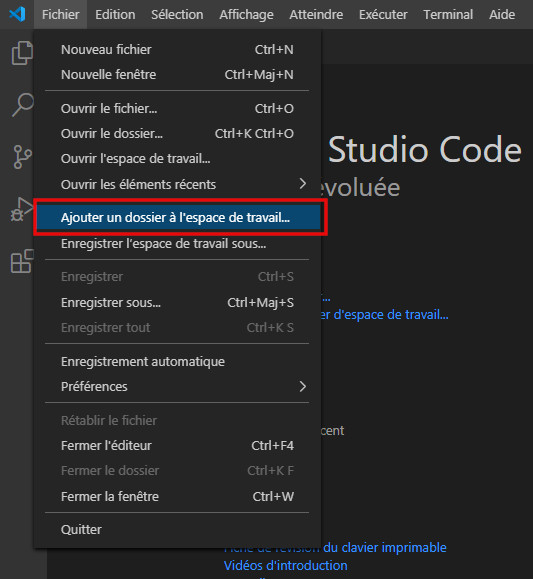 Fichier Edition Sélection Affichage Atteindre Exécuter Terminal Aide
Nouveau fichier Ctrl+N
Nouvelle fenêtre Ctrl+Maj+N
Ouvrir le fichier... Ctrl+O
Ouvrir le dossier... Ctrl+K Ctrl+O
Ouvrir l'espace de travail...
Ouvrir les éléments récents
Ajouter un dossier à l'espace de travail...
Enregistrer l'espace de travail sous...
Enregistrer Ctrl+S
Enregistrer sous... Ctrl+Maj+S
Enregistrer tout Ctrl+K S
Enregistrement automatique
Préférences
Rétablir le fichier
Fermer l'éditeur Ctrl+F4
Fermer le dossier Ctrl+K F
Fermer la fenêtre Ctrl+W
Quitter
Studio Code
evoluée
...
er d'espace de travail...
cent
Fiche de révision du clavier imprimable
Vidéos d'introduction